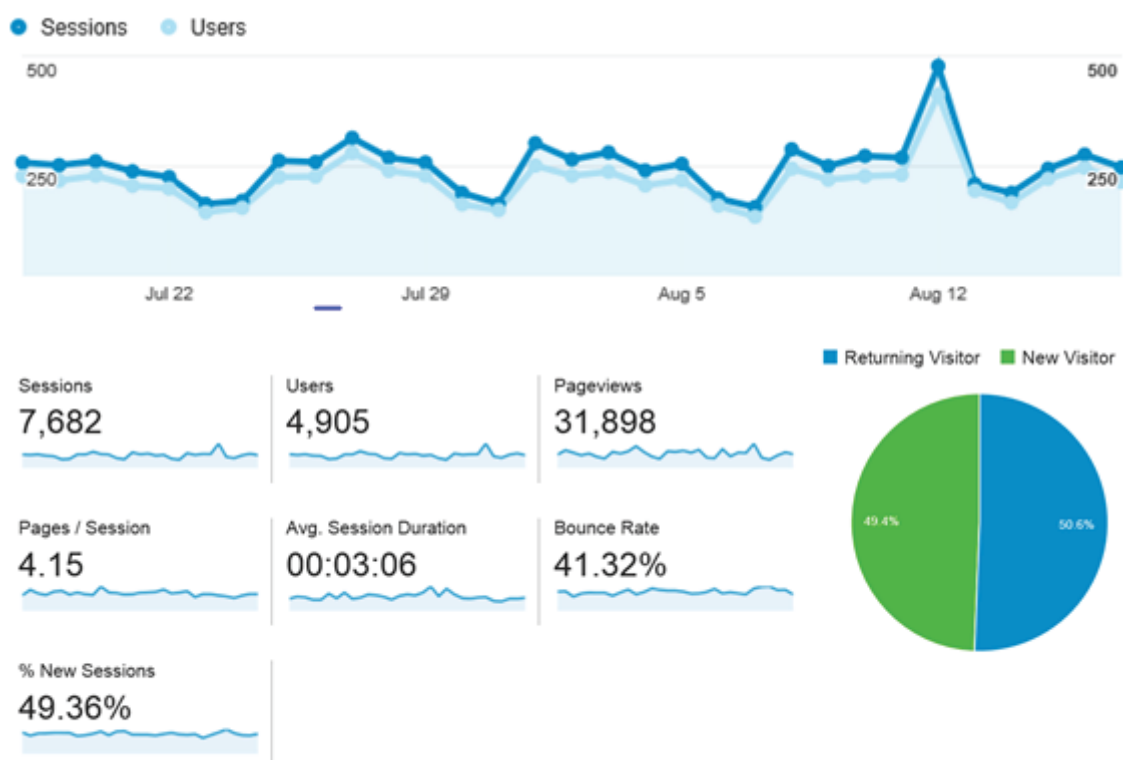 Sessions Users
500 500
250 250
Jul 22 Jul 29 Aug 5 Aug 12
Returning Visitor New Visitor
Sessions Users Pageviews
7,682 4,905 31,898
49.4% 50.6%
Pages / Session Avg. Session Duration Bounce Rate
4.15 00:03:06 41.32%
% New Sessions
49.36%